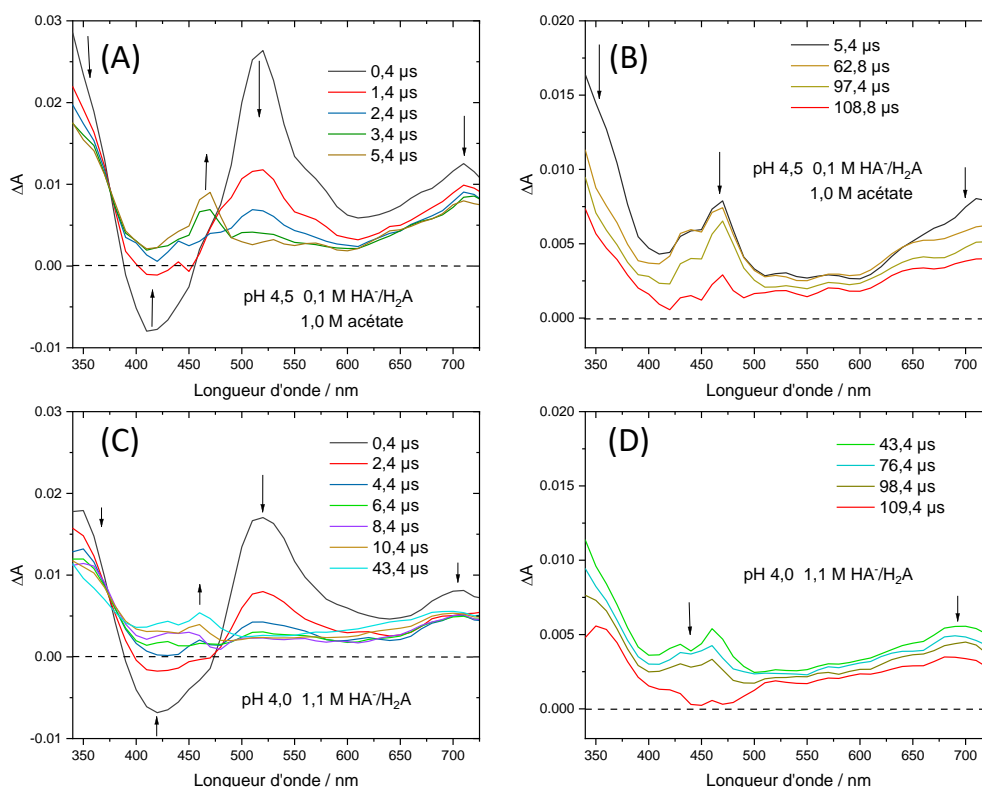 (A)
0,4 µs
1,4 µs
2,4 µs
3,4 µs
5,4 µs
pH 4,5 0,1 M HA⁻/H₂A
1,0 M acétate
ΔA
0.03
0.02
0.01
0.00
-0.01
350 400 450 500 550 600 650 700
Longueur d'onde / nm
(B)
5,4 µs
62,8 µs
97,4 µs
108,8 µs
pH 4,5 0,1 M HA⁻/H₂A
1,0 M acétate
ΔA
0.020
0.015
0.010
0.005
0.000
350 400 450 500 550 600 650 700
Longueur d'onde / nm
(C)
0,4 µs
2,4 µs
4,4 µs
6,4 µs
8,4 µs
10,4 µs
43,4 µs
pH 4,0 1,1 M HA⁻/H₂A
ΔA
0.03
0.02
0.01
0.00
-0.01
350 400 450 500 550 600 650 700
Longueur d'onde / nm
(D)
43,4 µs
76,4 µs
98,4 µs
109,4 µs
pH 4,0 1,1 M HA⁻/H₂A
ΔA
0.020
0.015
0.010
0.005
0.000
350 400 450 500 550 600 650 700
Longueur d'onde / nm